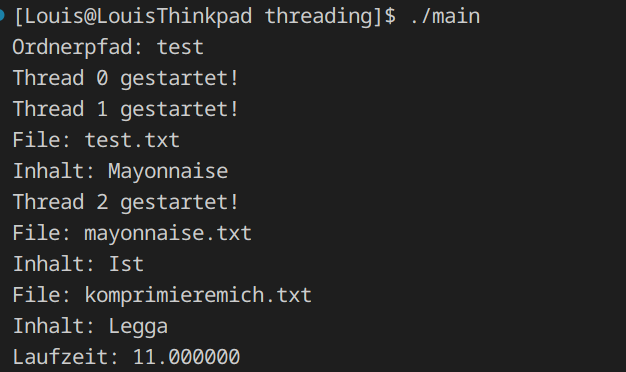 [Louis@LouisThinkpad threading]$ ./main
Ordnerpfad: test
Thread 0 gestartet!
Thread 1 gestartet!
File: test.txt
Inhalt: Mayonnaise
Thread 2 gestartet!
File: mayonnaise.txt
Inhalt: Ist
File: komprimieremich.txt
Inhalt: Legga
Laufzeit: 11.000000